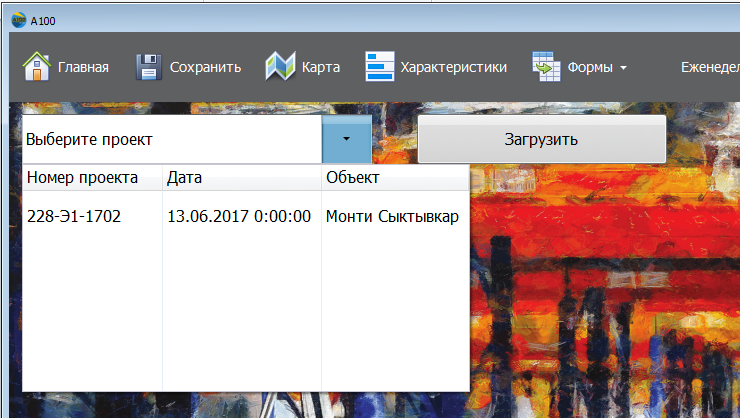 A100
Главная Сохранить Карта Характеристики Формы Еженедел
Выберите проект Загрузить
Номер проекта Дата Объект
228-Э1-1702 13.06.2017 0:00:00 Монти Сыктывкар